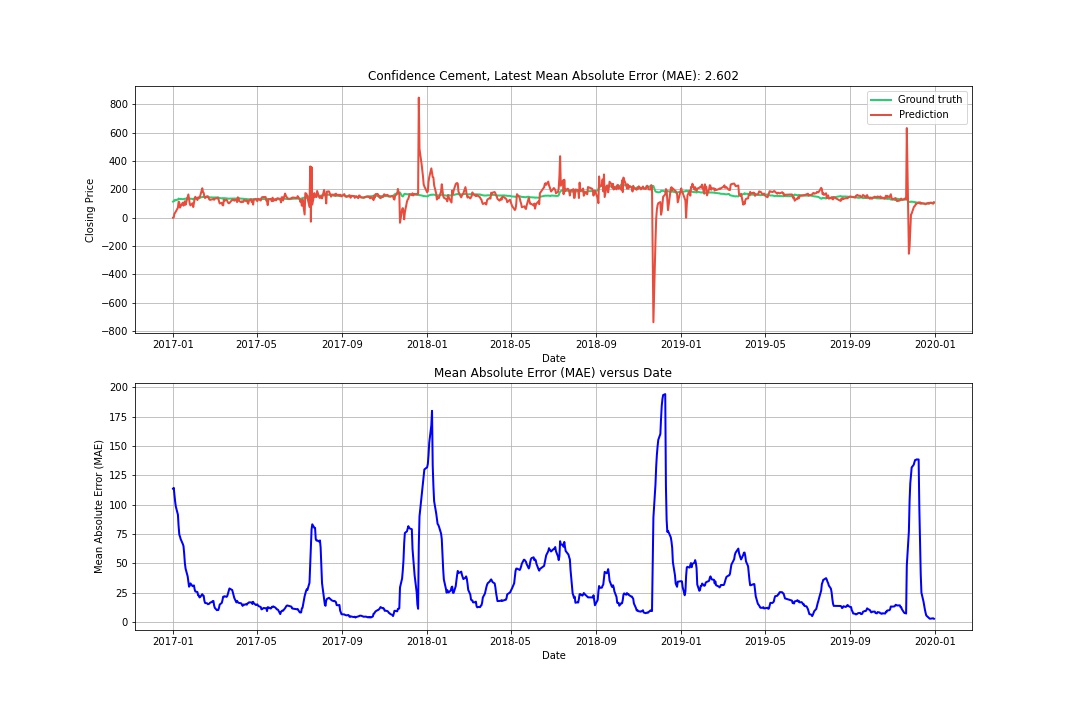 Confidence Cement, Latest Mean Absolute Error (MAE): 2.602
Ground truth
Prediction
Closing Price
800
600
400
200
0
−200
−400
−600
−800
2017-01 2017-05 2017-09 2018-01 2018-05 2018-09 2019-01 2019-05 2019-09 2020-01
Date
Mean Absolute Error (MAE) versus Date
Mean Absolute Error (MAE)
200
175
150
125
100
75
50
25
0
2017-01 2017-05 2017-09 2018-01 2018-05 2018-09 2019-01 2019-05 2019-09 2020-01
Date